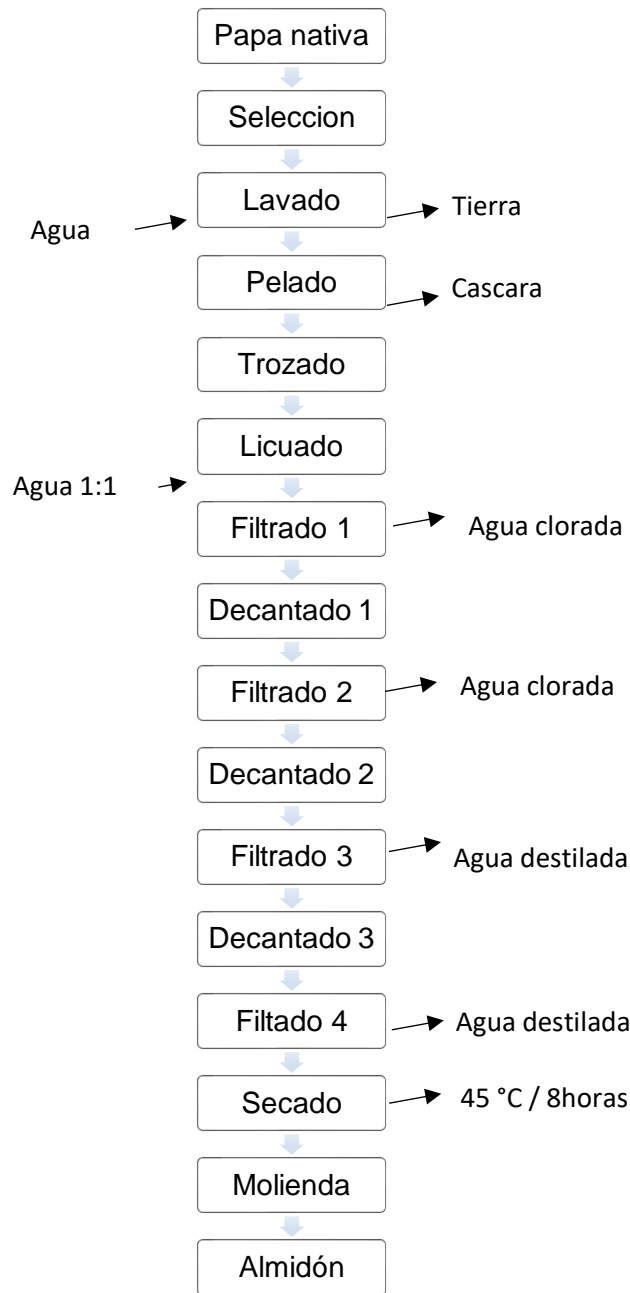 Papa nativa
Seleccion
Lavado
Agua
Tierra
Pelado
Cascara
Trozado
Licuado
Agua 1:1
Filtrado 1
Agua clorada
Decantado 1
Filtrado 2
Agua clorada
Decantado 2
Filtrado 3
Agua destilada
Decantado 3
Filtado 4
Agua destilada
Secado
45 °C / 8horas
Molienda
Almidón